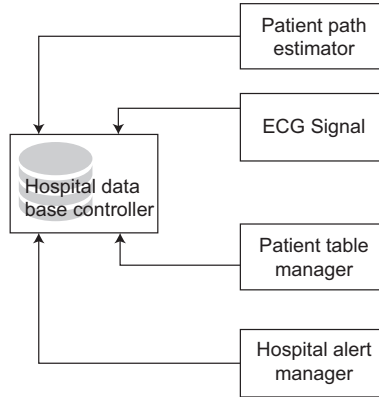 Patient path
estimator
ECG Signal
Hospital data
base controller
Patient table
manager
Hospital alert
manager